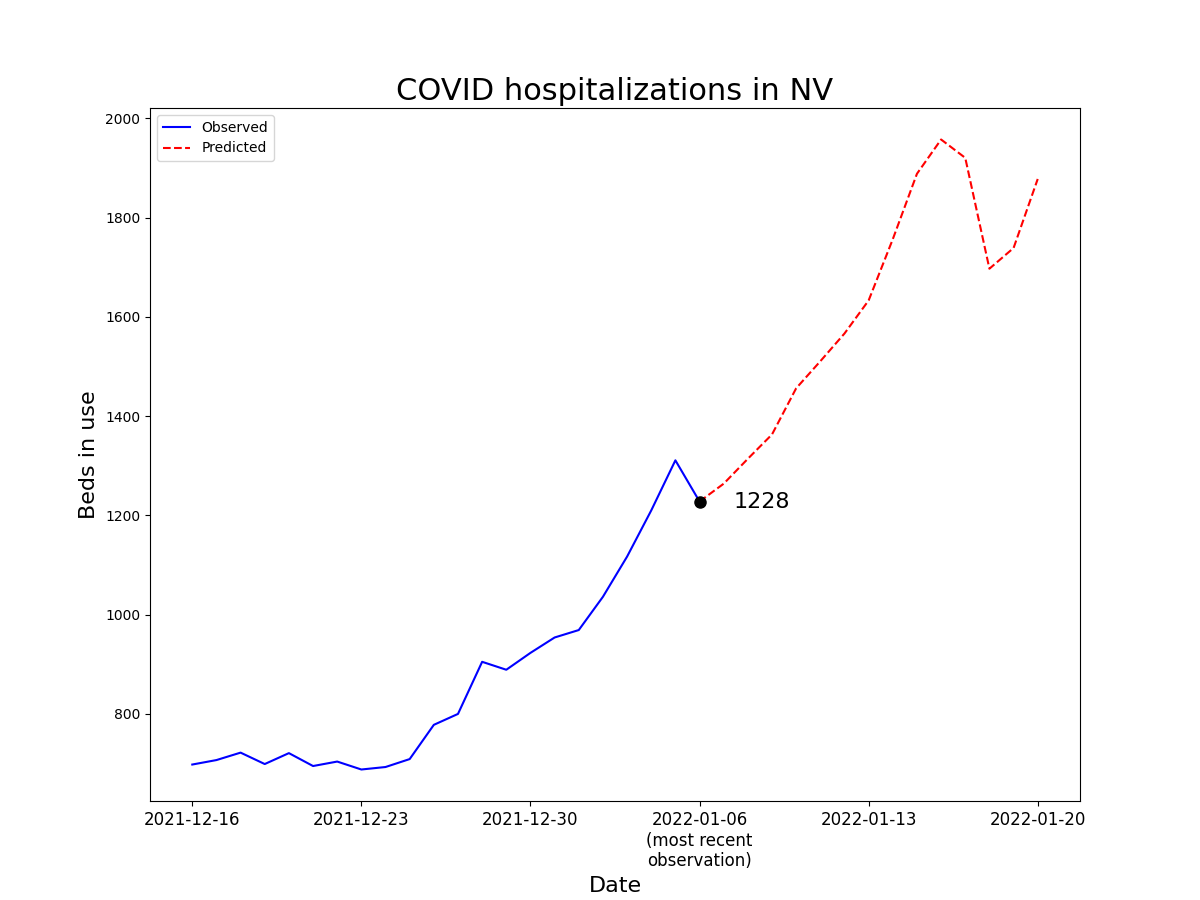 COVID hospitalizations in NV
Observed
Predicted
2000
1800
1600
1400
1200
1000
800
Beds in use
1228
2021-12-16 2021-12-23 2021-12-30 2022-01-06 2022-01-13 2022-01-20
(most recent
observation)
Date